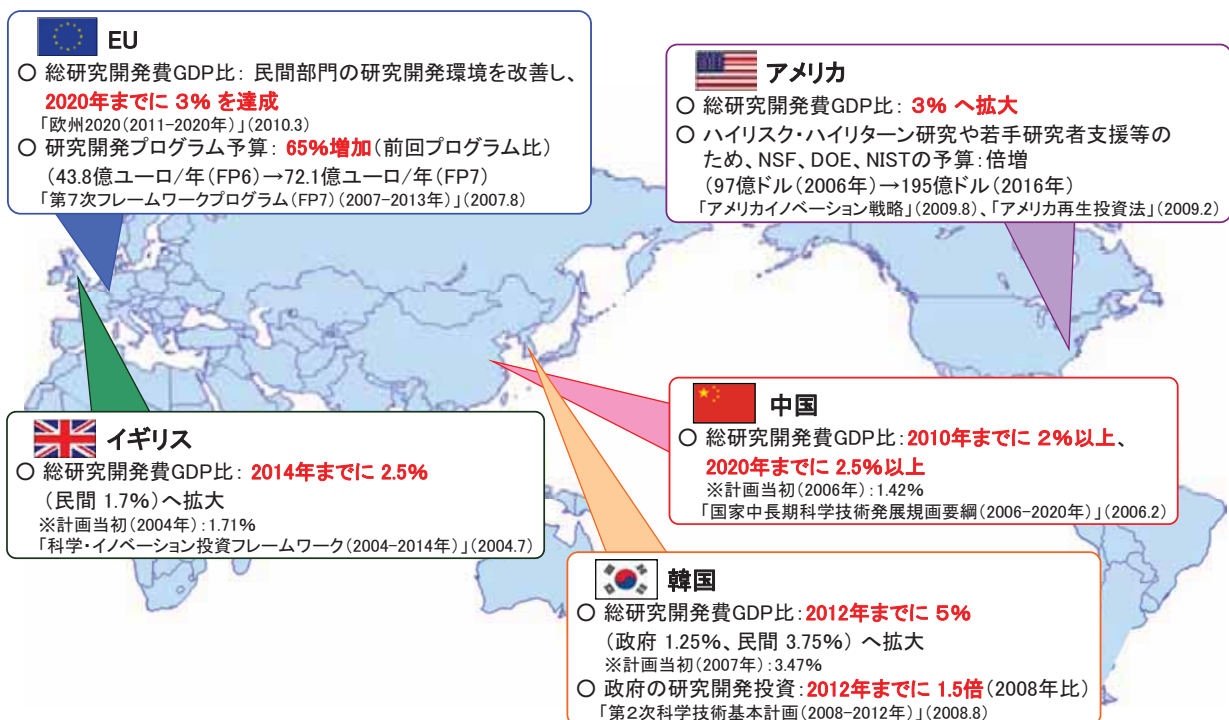 EU
○ 総研究開発費GDP比： 民間部門の研究開発環境を改善し、
2020年までに 3% を達成
「欧州2020（2011-2020年）」（2010.3）
○ 研究開発プログラム予算： 65%増加（前回プログラム比）
（43.8億ユーロ/年（FP6）→72.1億ユーロ/年（FP7）
「第7次フレームワークプログラム（FP7）（2007-2013年）」（2007.8）
アメリカ
○ 総研究開発費GDP比： 3% へ拡大
○ ハイリスク・ハイリターン研究や若手研究者支援等の
ため、NSF、DOE、NISTの予算：倍増
（97億ドル（2006年）→195億ドル（2016年）
「アメリカイノベーション戦略」（2009.8）、「アメリカ再生投資法」（2009.2）
イギリス
○ 総研究開発費GDP比： 2014年までに 2.5%
（民間 1.7%）へ拡大
※計画当初（2004年）：1.71%
「科学・イノベーション投資フレームワーク（2004-2014年）」（2004.7）
中国
○ 総研究開発費GDP比：2010年までに 2%以上、
2020年までに 2.5%以上
※計画当初（2006年）：1.42%
「国家中長期科学技術発展規画要綱（2006-2020年）」（2006.2）
韓国
○ 総研究開発費GDP比：2012年までに 5%
（政府 1.25%、民間 3.75%） へ拡大
※計画当初（2007年）：3.47%
○ 政府の研究開発投資：2012年までに 1.5倍（2008年比）
「第2次科学技術基本計画（2008-2012年）」（2008.8）